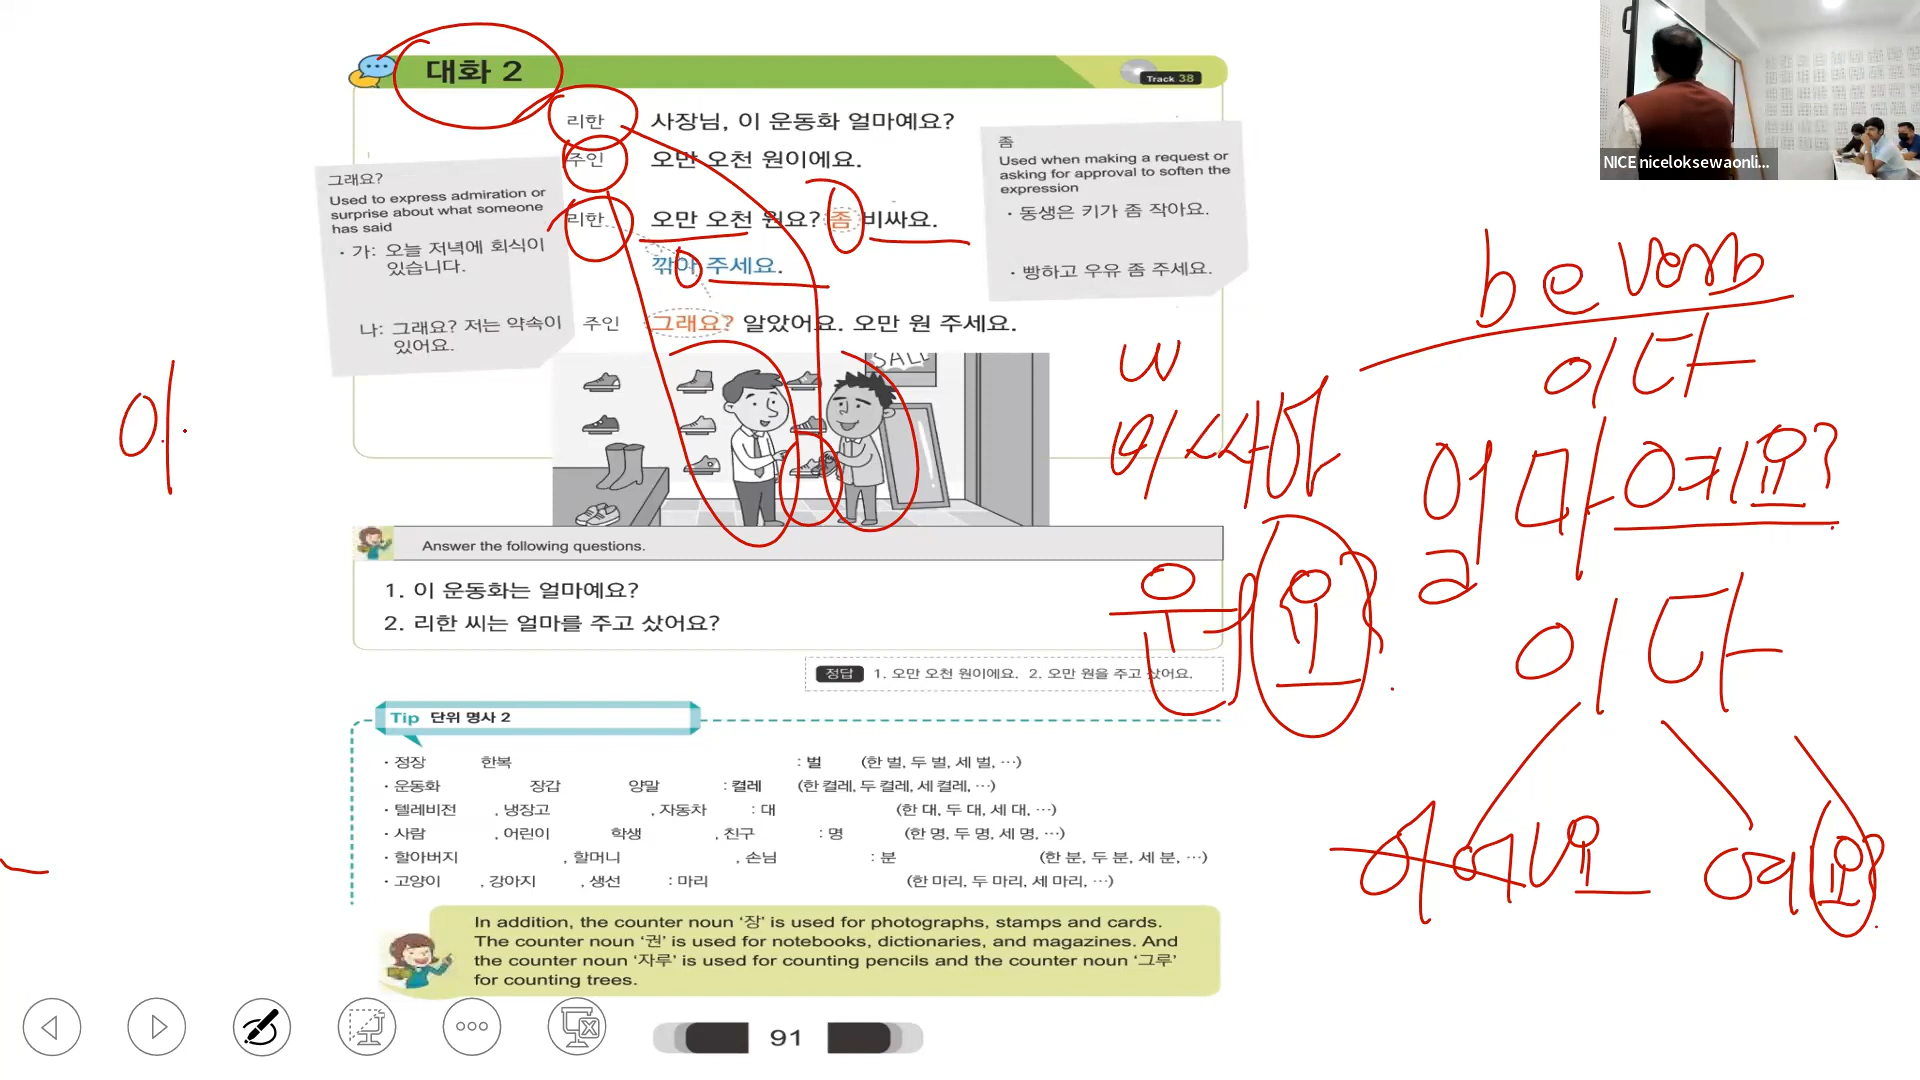 대화 2
Track 38
리한 사장님, 이 운동화 얼마예요?
주인 오만 오천 원이에요.
리한 오만 오천 원요? 좀 비싸요.
깎아 주세요.
주인 그래요? 알았어요. 오만 원 주세요.
그래요?
Used to express admiration or
surprise about what someone
has said
· 가: 오늘 저녁에 회식이
있습니다.
나: 그래요? 저는 약속이
있어요.
좀
Used when making a request or
asking for approval to soften the
expression
· 동생은 키가 좀 작아요.
· 빵하고 우유 좀 주세요.
SALE
NICE niceloksewaonli...
Answer the following questions.
1. 이 운동화는 얼마예요?
2. 리한 씨는 얼마를 주고 샀어요?
정답 1. 오만 오천 원이에요. 2. 오만 원을 주고 샀어요.
Tip 단위 명사 2
· 정장 한복 : 벌 (한 벌, 두 벌, 세 벌, ···)
· 운동화 장갑 양말 : 켤레 (한 켤레, 두 켤레, 세 켤레, ···)
· 텔레비전 , 냉장고 , 자동차 : 대 (한 대, 두 대, 세 대, ···)
· 사람 , 어린이 학생 , 친구 : 명 (한 명, 두 명, 세 명, ···)
· 할아버지 , 할머니 , 손님 : 분 (한 분, 두 분, 세 분, ···)
· 고양이 , 강아지 , 생선 : 마리 (한 마리, 두 마리, 세 마리, ···)
In addition, the counter noun ‘장’ is used for photographs, stamps and cards.
The counter noun ‘권’ is used for notebooks, dictionaries, and magazines. And
the counter noun ‘자루’ is used for counting pencils and the counter noun ‘그루’
for counting trees.
91
이
be verb
이다
얼마예요?
이다
이에요 예요
원요?